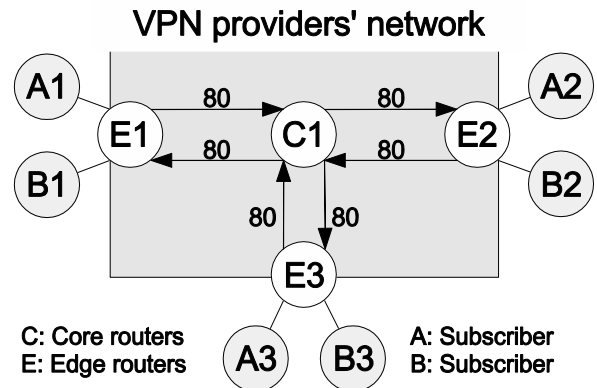 VPN providers' network
A1
A2
80
80
E1
C1
E2
80
80
B1
B2
80
80
E3
C: Core routers
A: Subscriber
E: Edge routers
A3
B3
B: Subscriber